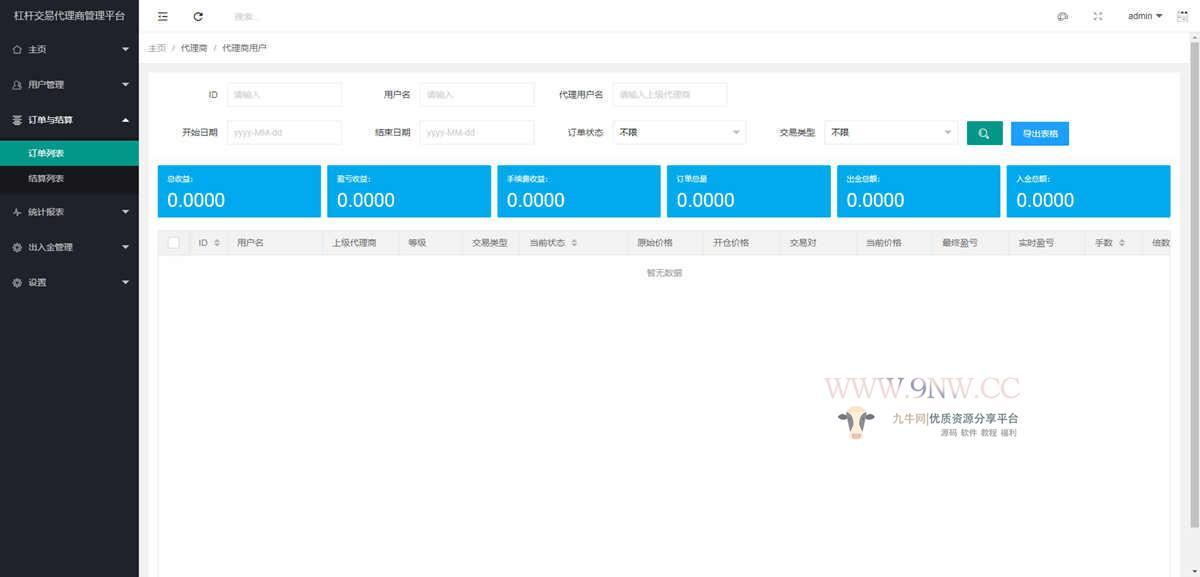 杠杆交易代理商管理平台
搜索...
admin
主页 / 代理商 / 代理商用户
主页
用户管理
订单与结算
订单列表
结算列表
统计报表
出入金管理
设置
ID 请输入 用户名 请输入 代理用户名 请输入上级代理商
开始日期 yyyy-MM-dd 结束日期 yyyy-MM-dd 订单状态 不限 交易类型 不限 导出表格
总收益: 盈亏收益: 手续费收益: 订单总量 出金总额: 入金总额:
0.0000 0.0000 0.0000 0.0000 0.0000 0.0000
ID 用户名 上级代理商 等级 交易类型 当前状态 原始价格 开仓价格 交易对 当前价格 最终盈亏 实时盈亏 手数 倍数
暂无数据
WWW.9NW.CC
九牛网|优质资源分享平台
源码 软件 教程 福利